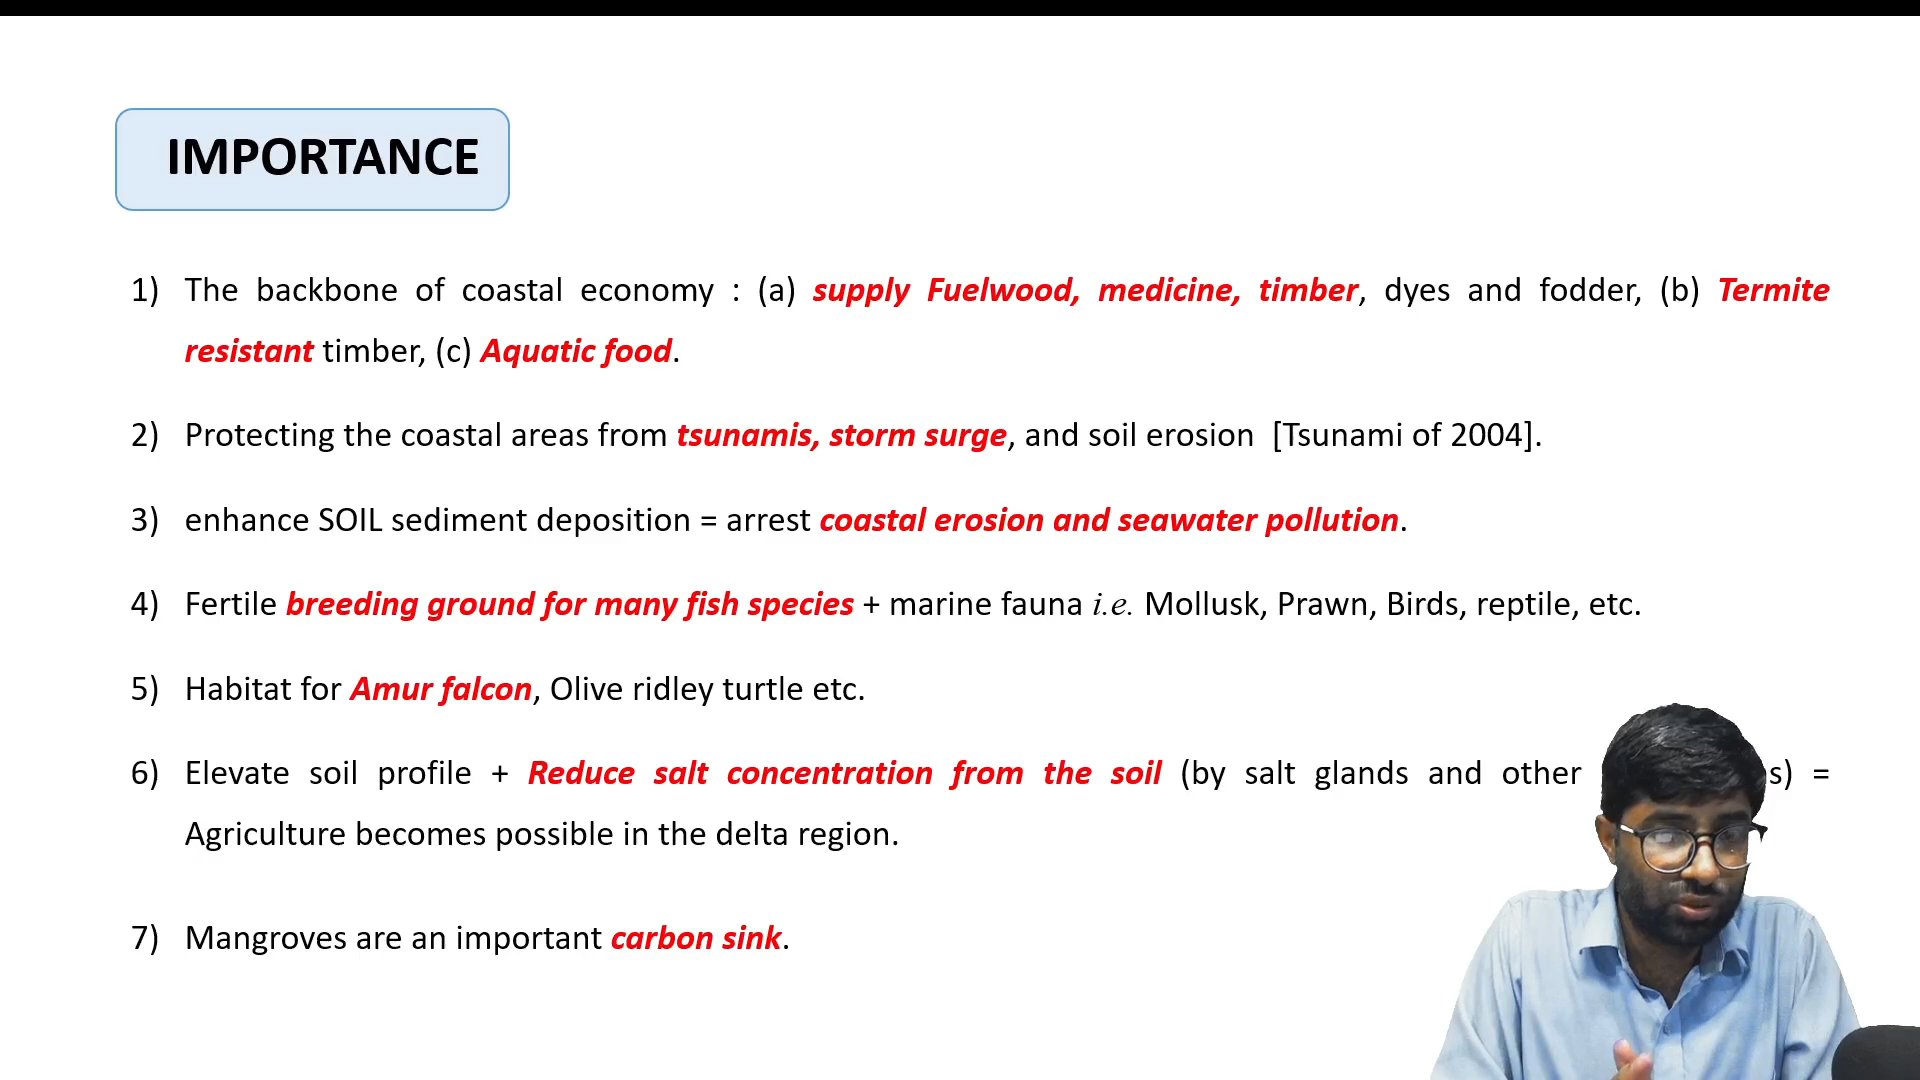 IMPORTANCE
1) The backbone of coastal economy : (a) supply Fuelwood, medicine, timber, dyes and fodder, (b) Termite
resistant timber, (c) Aquatic food.
2) Protecting the coastal areas from tsunamis, storm surge, and soil erosion [Tsunami of 2004].
3) enhance SOIL sediment deposition = arrest coastal erosion and seawater pollution.
4) Fertile breeding ground for many fish species + marine fauna i.e. Mollusk, Prawn, Birds, reptile, etc.
5) Habitat for Amur falcon, Olive ridley turtle etc.
6) Elevate soil profile + Reduce salt concentration from the soil (by salt glands and other =
Agriculture becomes possible in the delta region.
7) Mangroves are an important carbon sink.